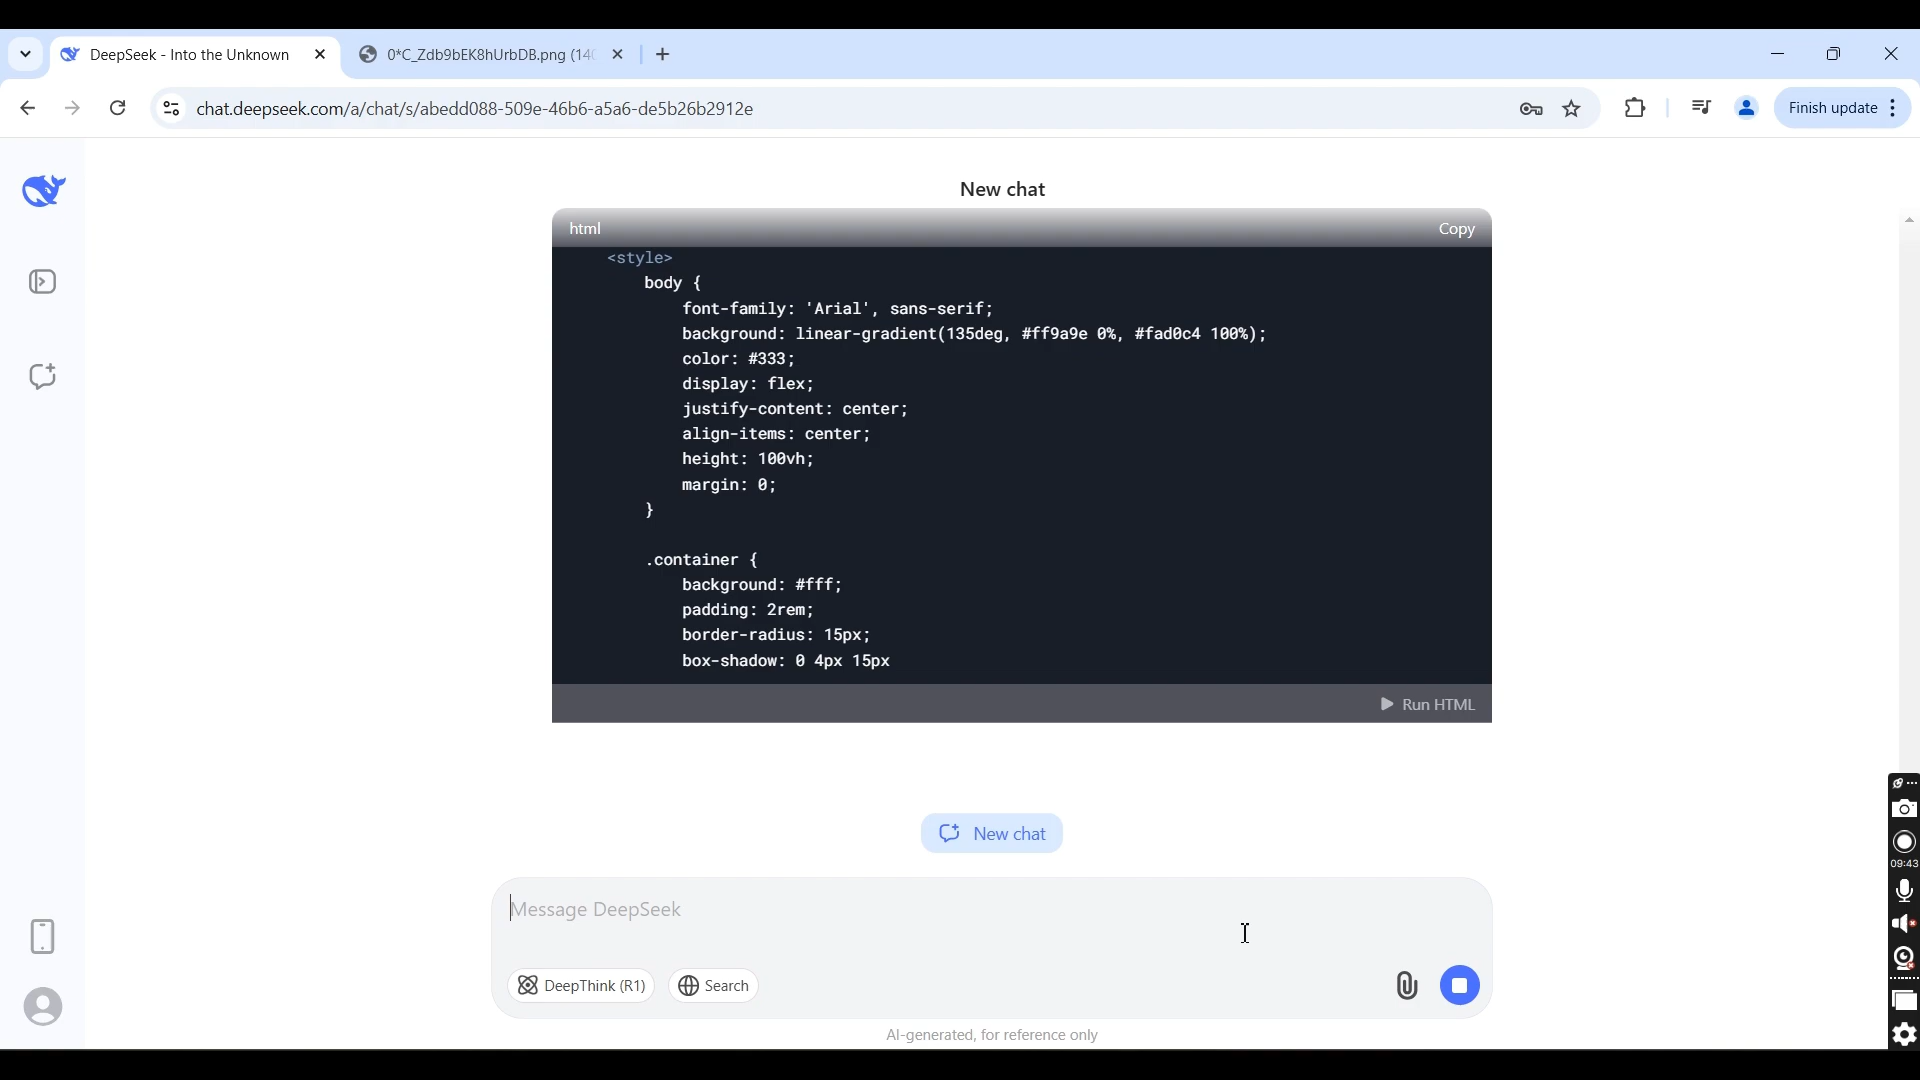 DeepSeek - Into the Unknown
0*C_Zdb9bEK8hUrbDB.png (140
chat.deepseek.com/a/chat/s/abedd088-509e-46b6-a5a6-de5b26b2912e
Finish update
New chat
html
Copy
<style>
body {
font-family: 'Arial', sans-serif;
background: linear-gradient(135deg, #ff9a9e 0%, #fad0c4 100%);
color: #333;
display: flex;
justify-content: center;
align-items: center;
height: 100vh;
margin: 0;
}
.container {
background: #fff;
padding: 2rem;
border-radius: 15px;
box-shadow: 0 4px 15px
Run HTML
New chat
09:43
Message DeepSeek
DeepThink (R1)
Search
AI-generated, for reference only